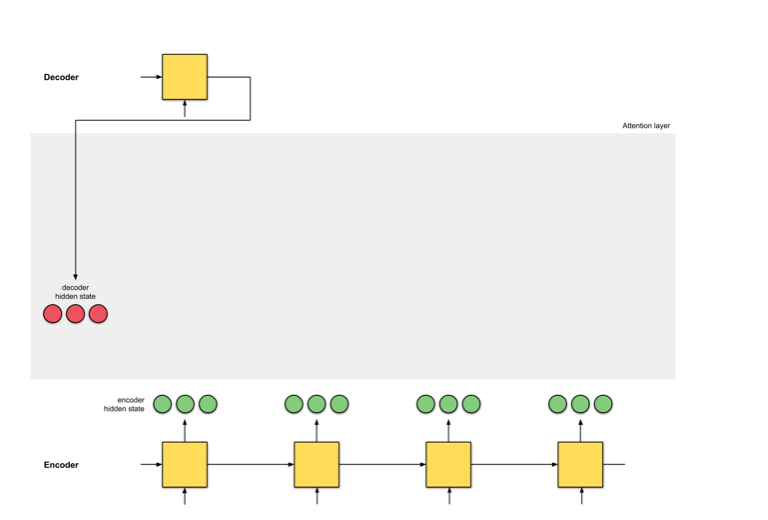 Decoder
Attention layer
decoder
hidden state
encoder
hidden state
Encoder